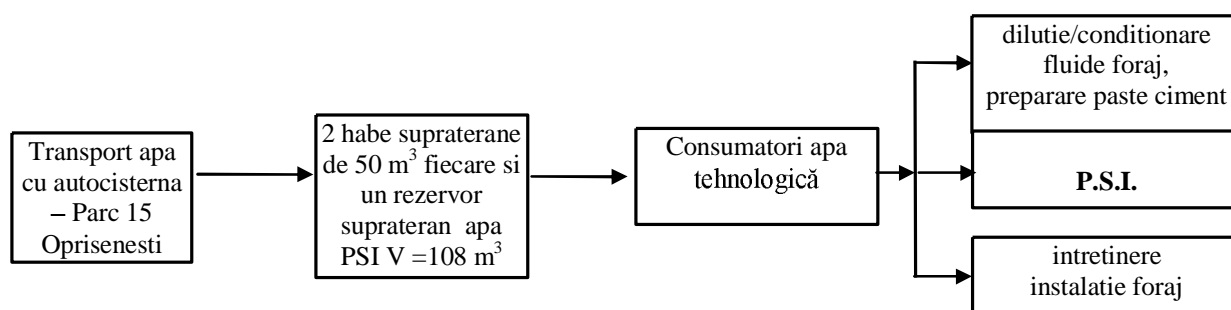 Transport apa
cu autocisterna
– Parc 15
Oprisenesti
2 habe supraterane
de 50 m³ fiecare si
un rezervor
suprateran apa
PSI V =108 m³
Consumatori apa
tehnologică
dilutie/conditionare
fluide foraj,
preparare paste ciment
P.S.I.
intretinere
instalatie foraj